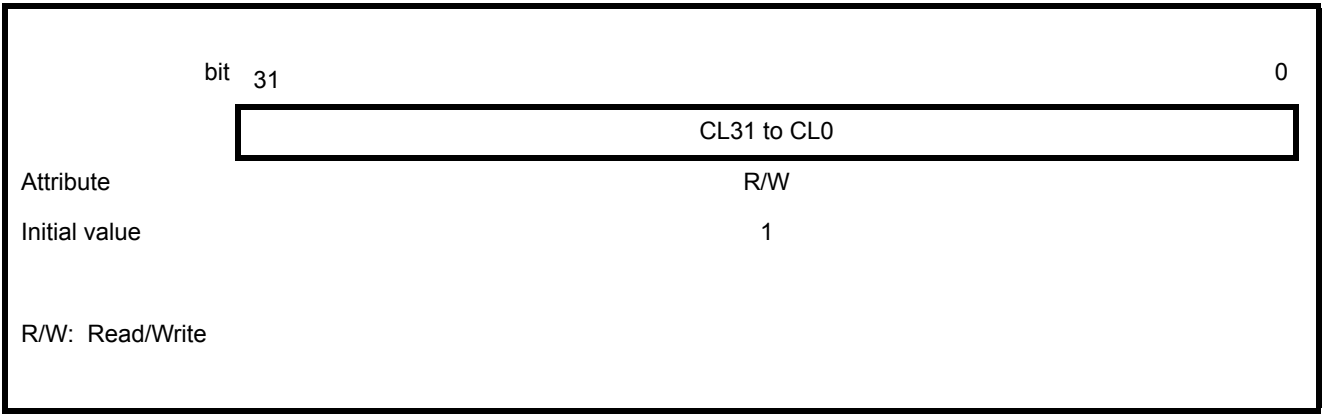 bit 31 0
CL31 to CL0
Attribute R/W
Initial value 1
R/W: Read/Write